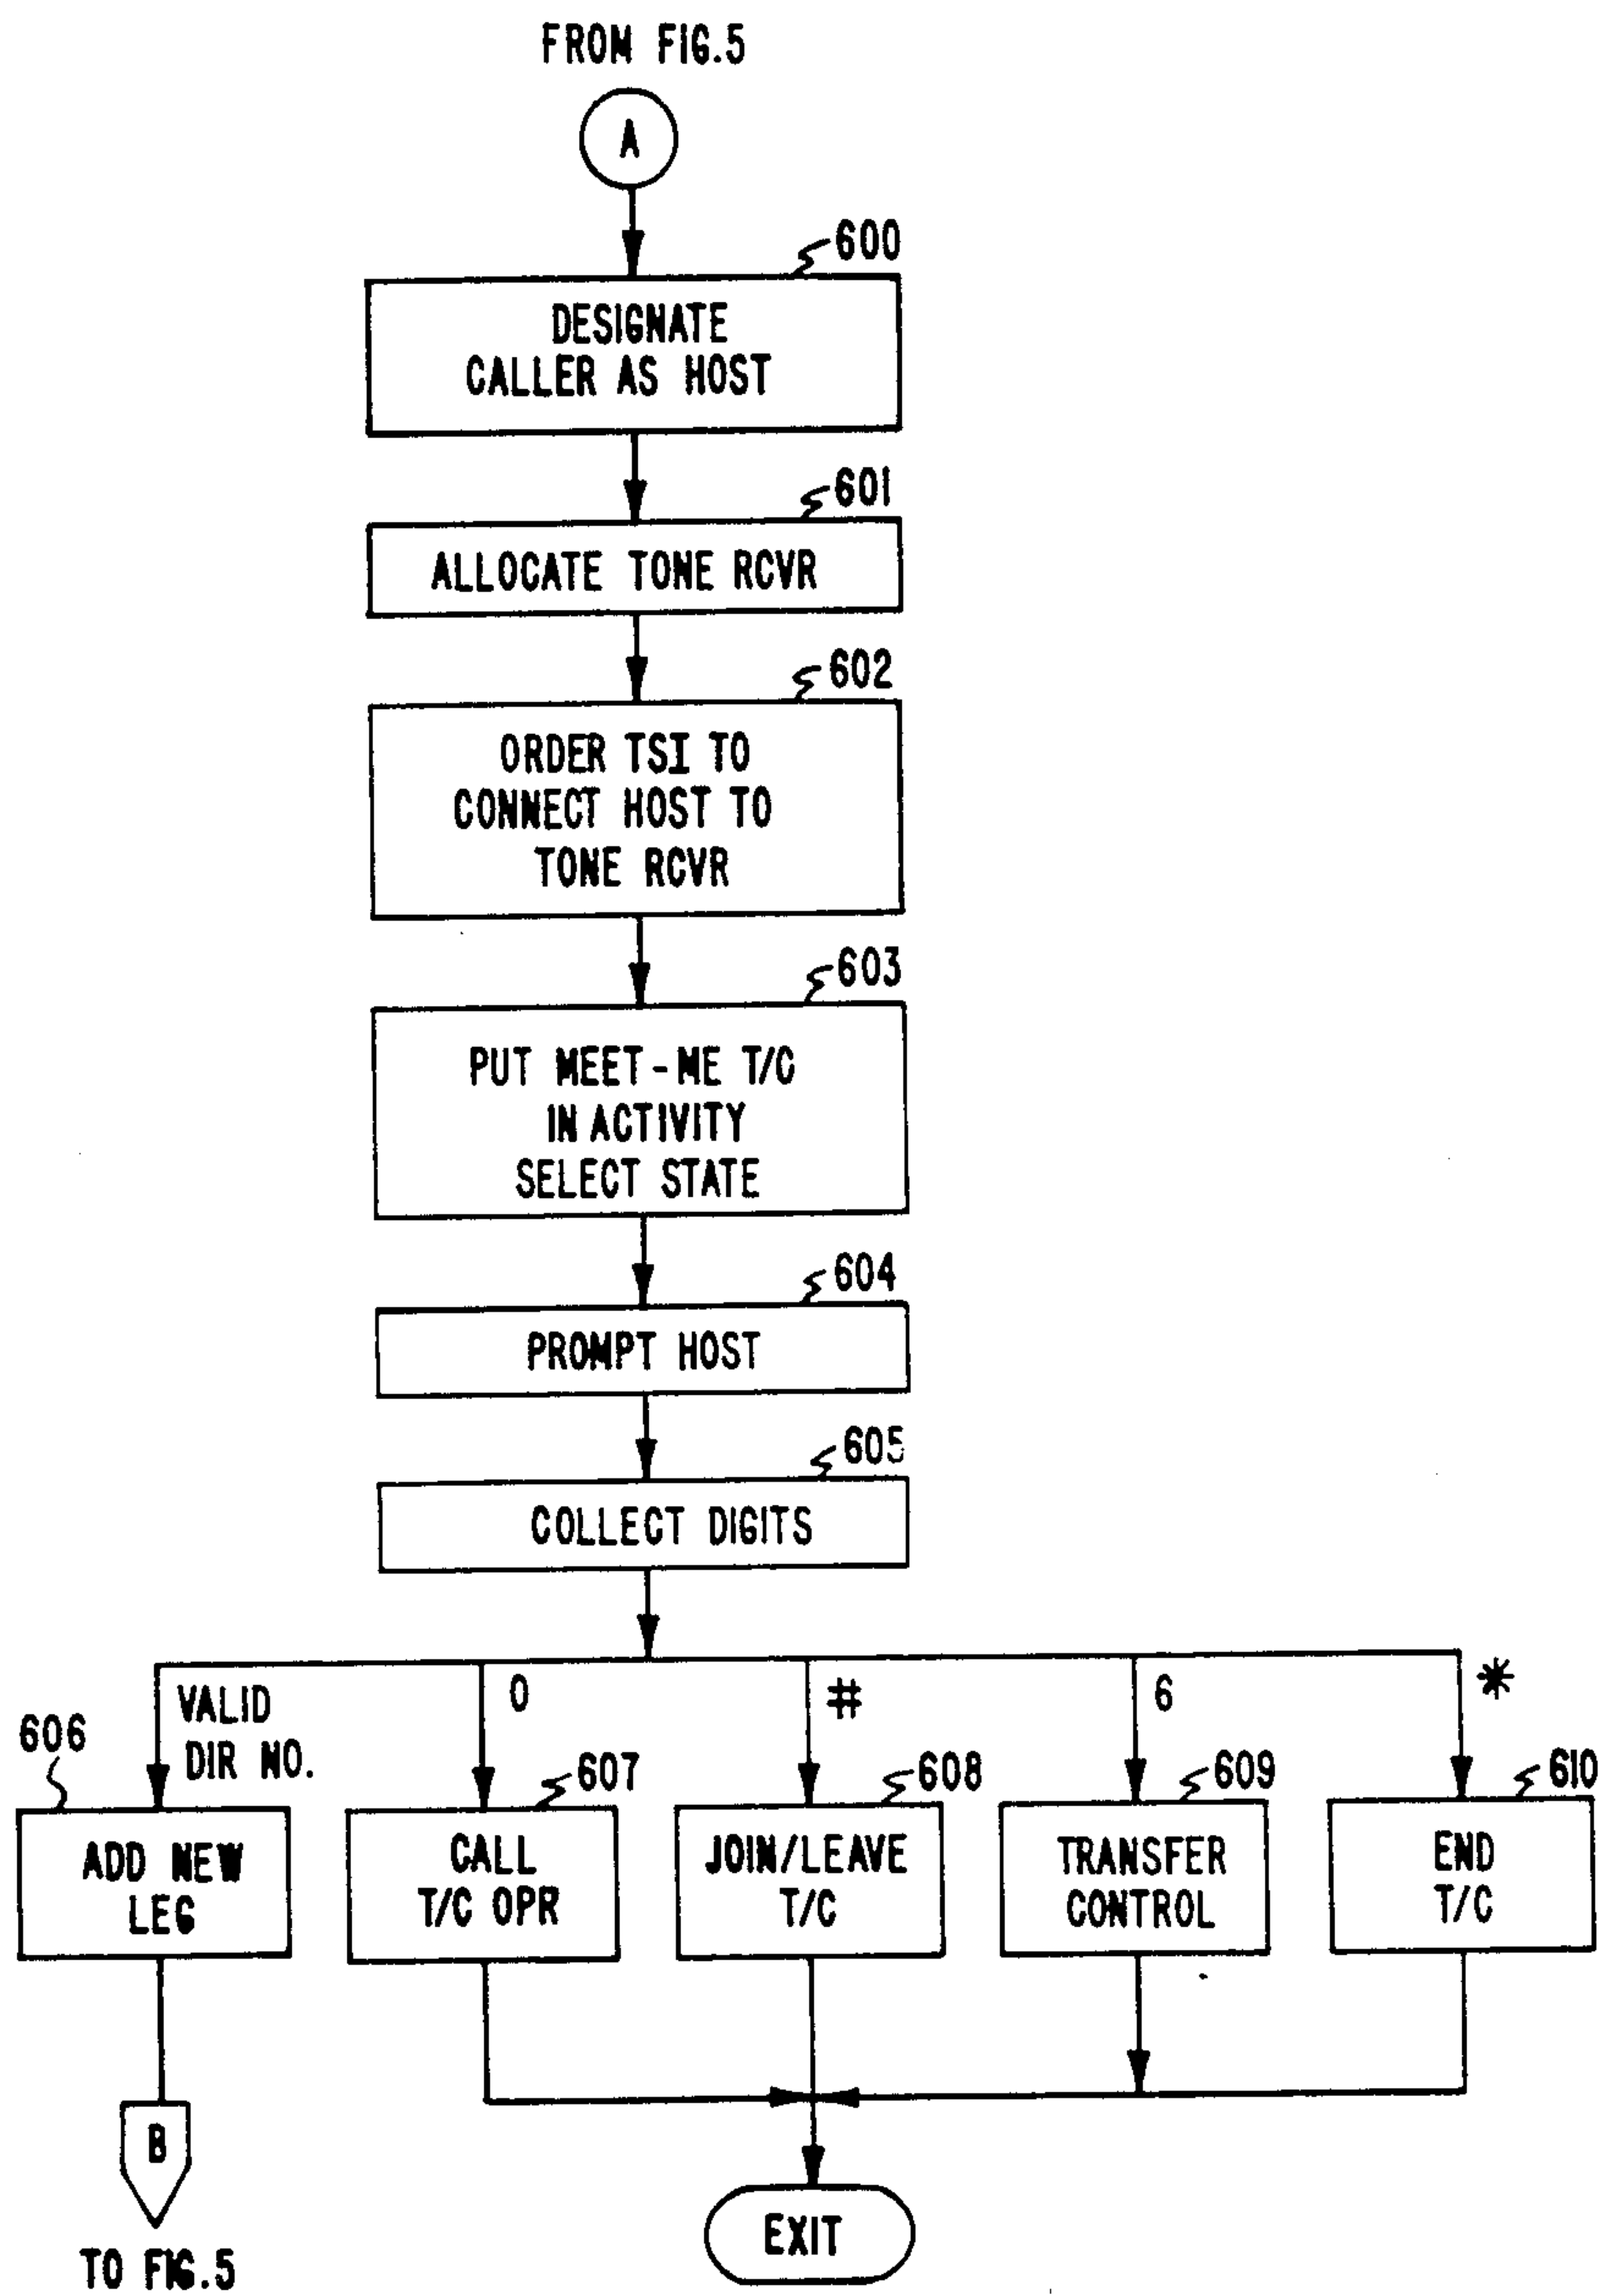 FROM FIG.5
A
600
DESIGNATE
CALLER AS HOST
601
ALLOCATE TONE RCVR
602
ORDER TSI TO
CONNECT HOST TO
TONE RCVR
603
PUT MEET-ME T/C
IN ACTIVITY
SELECT STATE
604
PROMPT HOST
605
COLLECT DIGITS
VALID
DIR NO.
0
#
6
*
606
607
608
609
610
ADD NEW
LEG
CALL
T/C OPR
JOIN/LEAVE
T/C
TRANSFER
CONTROL
END
T/C
B
TO FIG.5
EXIT